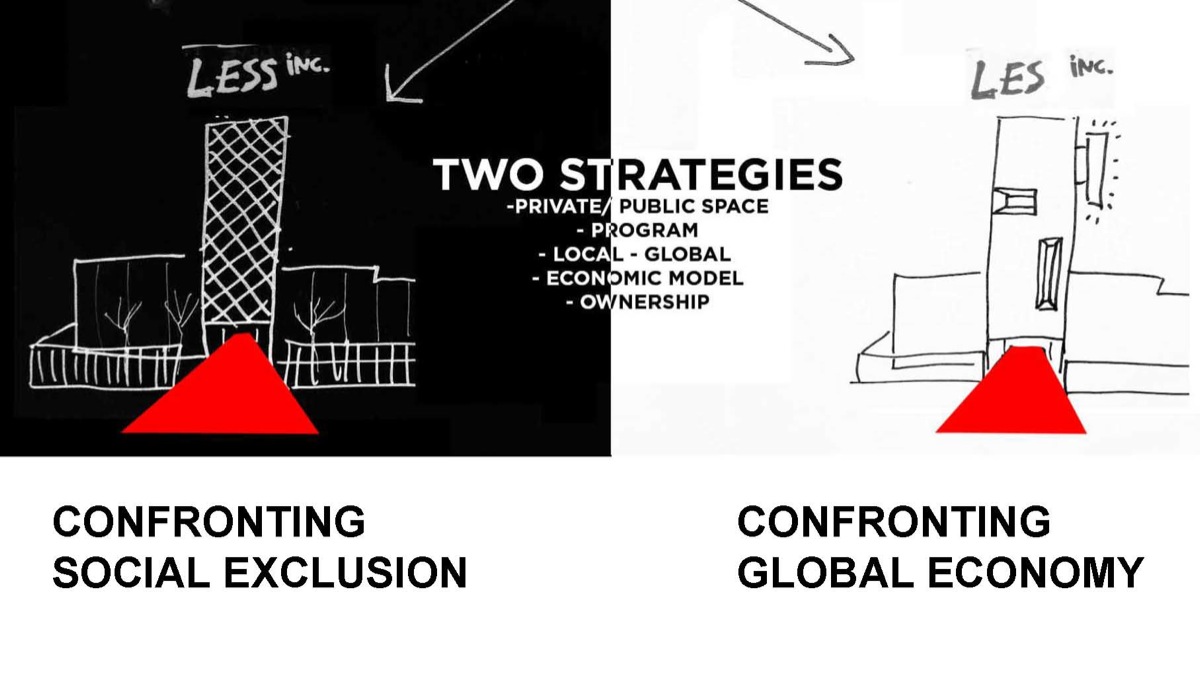 LESS inc.
LES inc.
TWO STRATEGIES
-PRIVATE/ PUBLIC SPACE
- PROGRAM
- LOCAL - GLOBAL
- ECONOMIC MODEL
- OWNERSHIP
CONFRONTING
SOCIAL EXCLUSION
CONFRONTING
GLOBAL ECONOMY